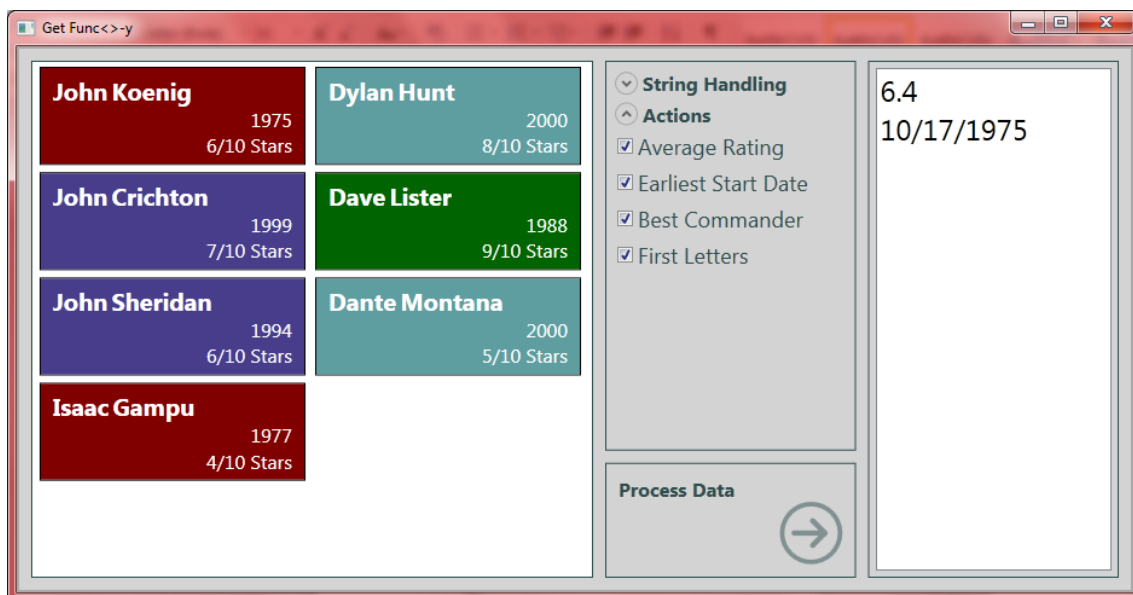 Get Func<>-y
John Koenig
1975
6/10 Stars
Dylan Hunt
2000
8/10 Stars
John Crichton
1999
7/10 Stars
Dave Lister
1988
9/10 Stars
John Sheridan
1994
6/10 Stars
Dante Montana
2000
5/10 Stars
Isaac Gampu
1977
4/10 Stars
String Handling
Actions
Average Rating
Earliest Start Date
Best Commander
First Letters
Process Data
6.4
10/17/1975